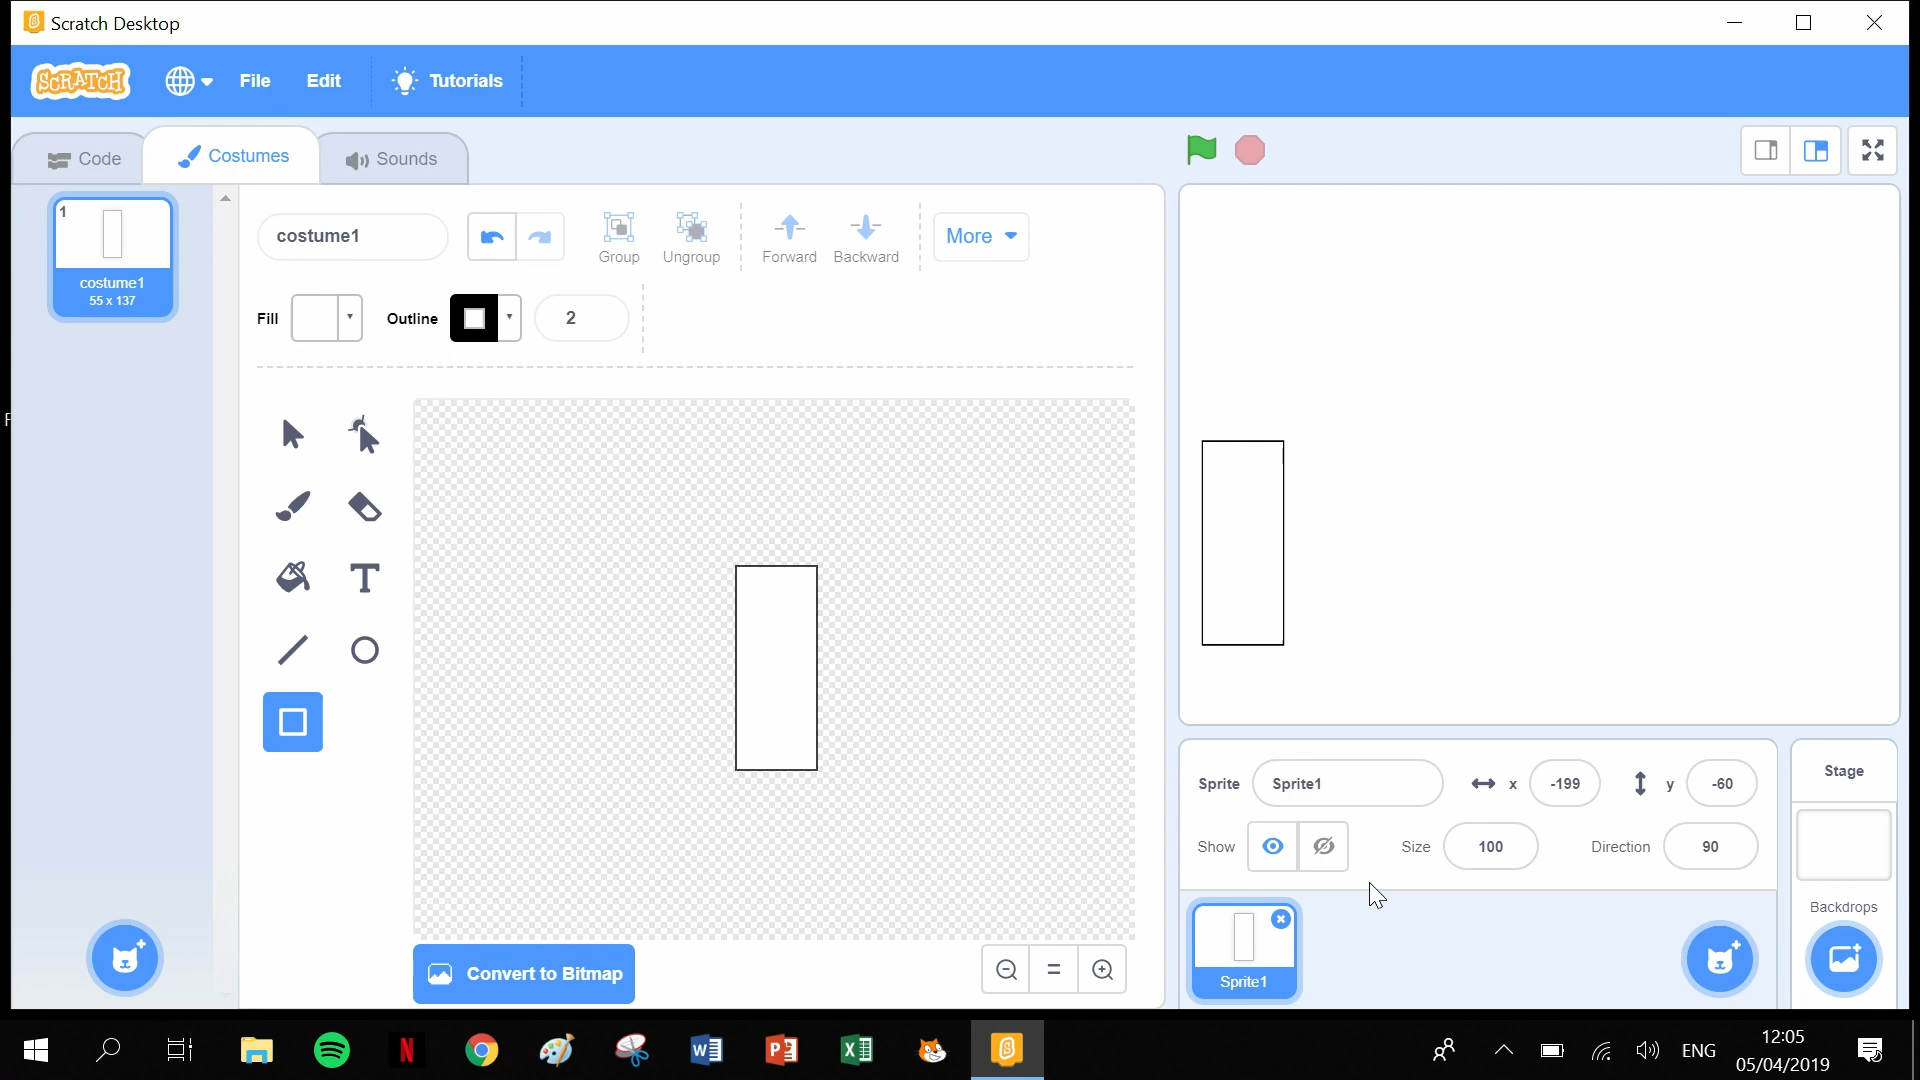 Scratch Desktop
SCRATCH File Edit Tutorials
Code Costumes Sounds
1
costume1
55 x 137
costume1
Group Ungroup Forward Backward
More
Fill Outline 2
T
Convert to Bitmap
=
Sprite Sprite1 x -199 y -60
Show Size 100 Direction 90
Sprite1
Stage
Backdrops
F
N W P X ENG
12:05
05/04/2019